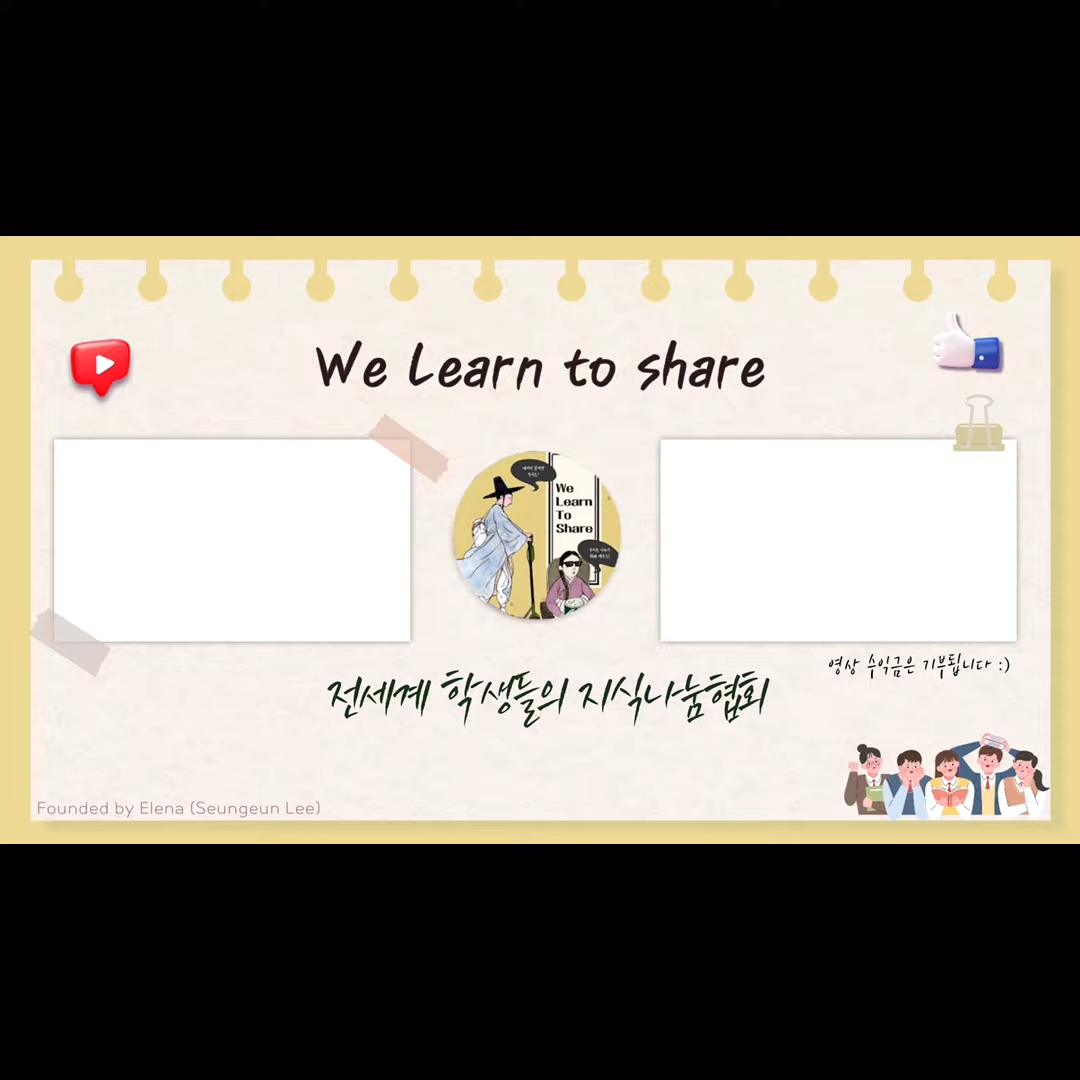 We Learn to share
We
Learn
To
Share
영상 수익금은 기부됩니다 :)
전세계 학생들의 지식나눔협회
Founded by Elena (Seungeun Lee)